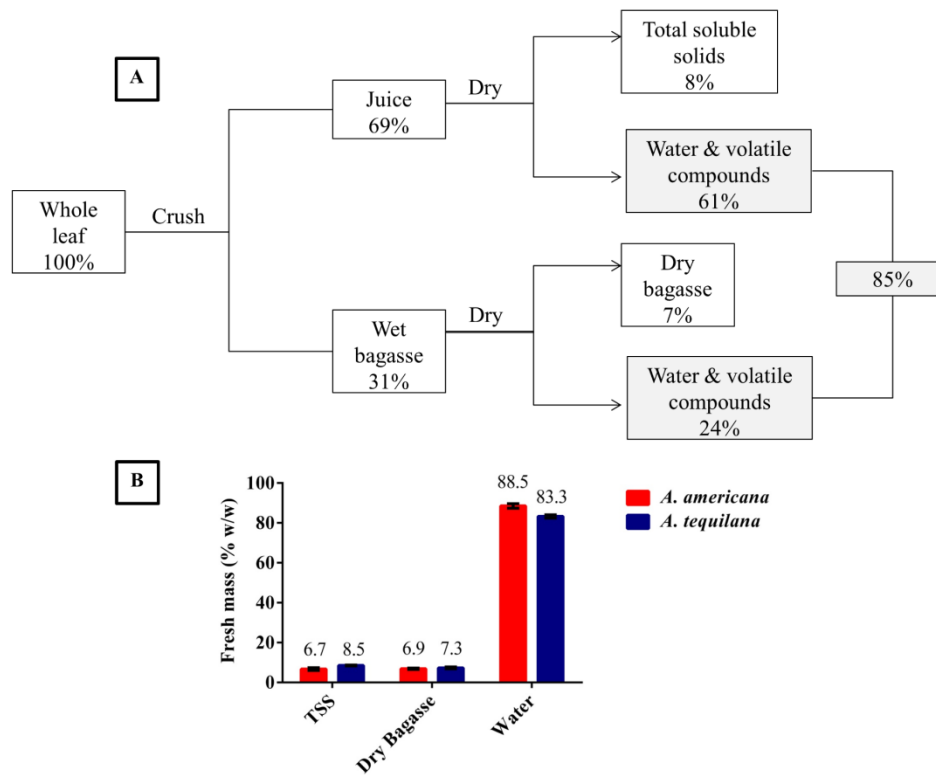 A
Whole
leaf
100%
Crush
Juice
69%
Dry
Total soluble
solids
8%
Water & volatile
compounds
61%
Wet
bagasse
31%
Dry
Dry
bagasse
7%
Water & volatile
compounds
24%
85%
B
Fresh mass (% w/w)
100
80
60
40
20
0
6.7
8.5
6.9
7.3
88.5
83.3
TSS
Dry Bagasse
Water
A. americana
A. tequilana